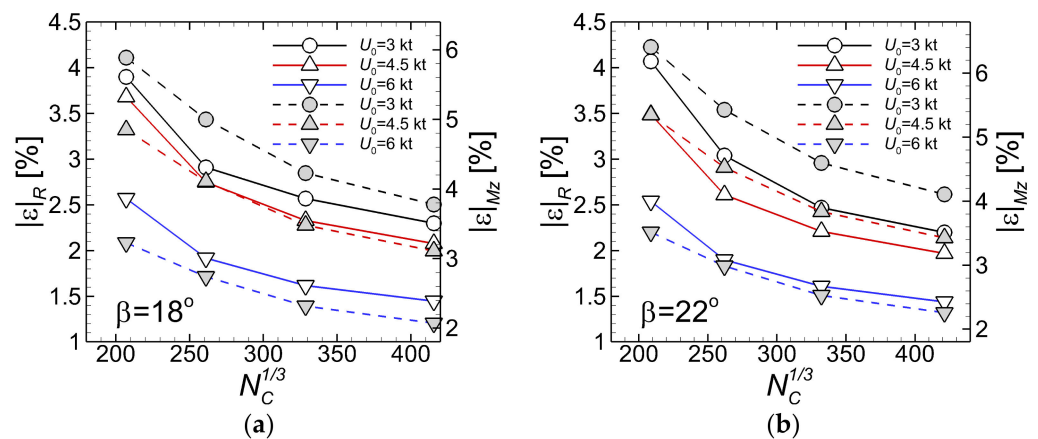 4.5
4
3.5
3
2.5
2
1.5
1
|ε|R [%]
U0=3 kt
U0=4.5 kt
U0=6 kt
U0=3 kt
U0=4.5 kt
U0=6 kt
β=18°
6
5
4
3
2
|ε|Mz [%]
200 250 300 350 400
NC1/3
(a)
4.5
4
3.5
3
2.5
2
1.5
1
|ε|R [%]
U0=3 kt
U0=4.5 kt
U0=6 kt
U0=3 kt
U0=4.5 kt
U0=6 kt
β=22°
6
5
4
3
2
|ε|Mz [%]
200 250 300 350 400
NC1/3
(b)